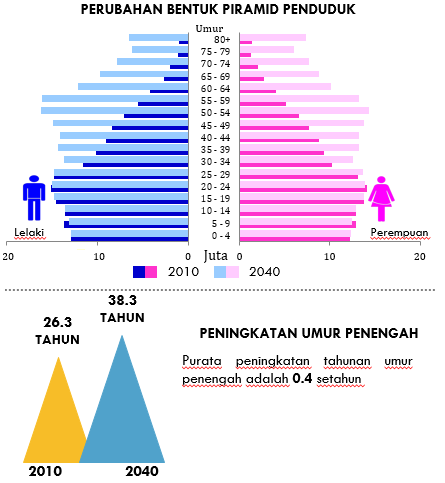 PERUBAHAN BENTUK PIRAMID PENDUDUK
Umur
80+
75 - 79
70 - 74
65 - 69
60 - 64
55 - 59
50 - 54
45 - 49
40 - 44
35 - 39
30 - 34
25 - 29
20 - 24
15 - 19
10 - 14
5 - 9
0 - 4
Lelaki
Perempuan
20 10 0 0 10 20
Juta
2010 2040
38.3
TAHUN
26.3
TAHUN
PENINGKATAN UMUR PENENGAH
Purata peningkatan tahunan umur
penengah adalah 0.4 setahun
2010 2040